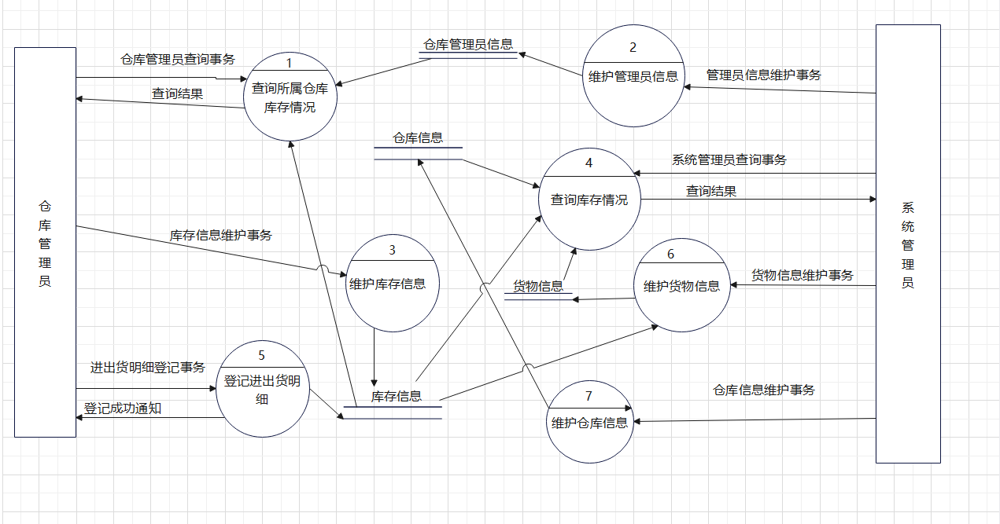 仓库管理员信息
2
仓库管理员查询事务
1
维护管理员信息
管理员信息维护事务
查询所属仓库
库存情况
查询结果
仓库信息
4
系统管理员查询事务
查询库存情况
查询结果
仓
库
管
理
员
系
统
管
理
员
库存信息维护事务
3
维护库存信息
6
货物信息
维护货物信息
货物信息维护事务
5
进出货明细登记事务
登记进出货明
细
登记成功通知
库存信息
7
维护仓库信息
仓库信息维护事务